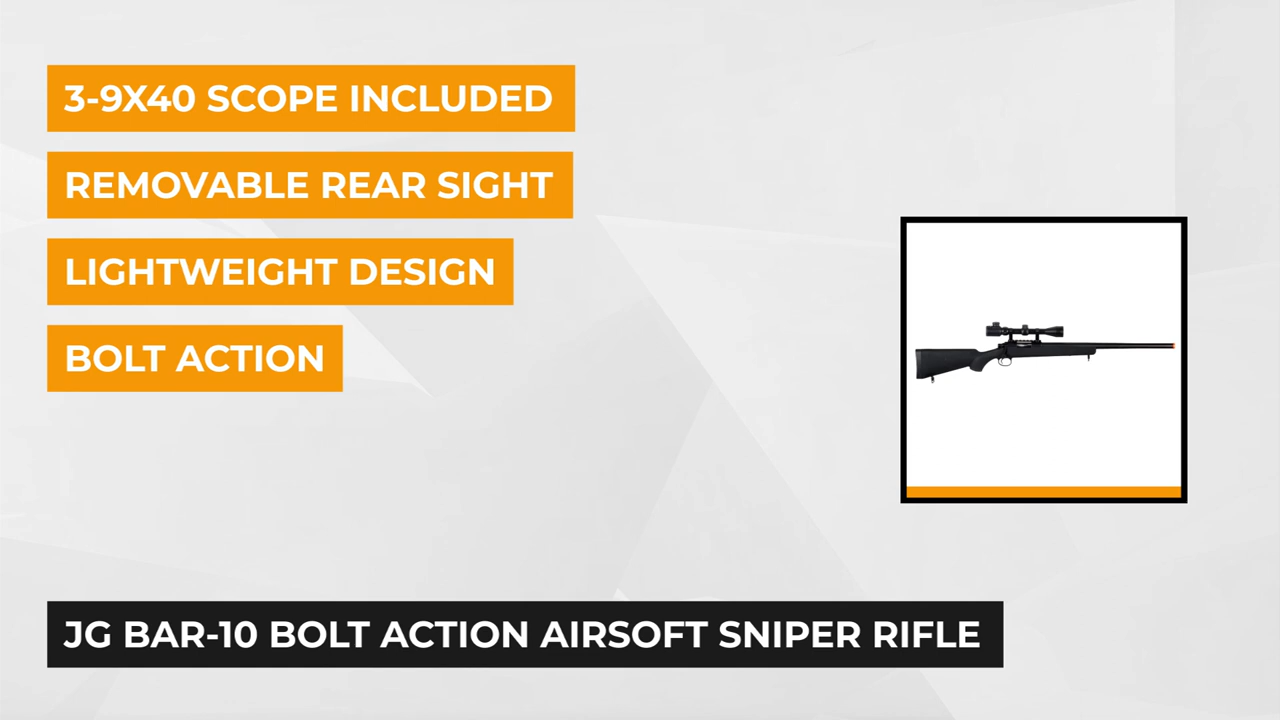 3-9X40 SCOPE INCLUDED
REMOVABLE REAR SIGHT
LIGHTWEIGHT DESIGN
BOLT ACTION
JG BAR-10 BOLT ACTION AIRSOFT SNIPER RIFLE